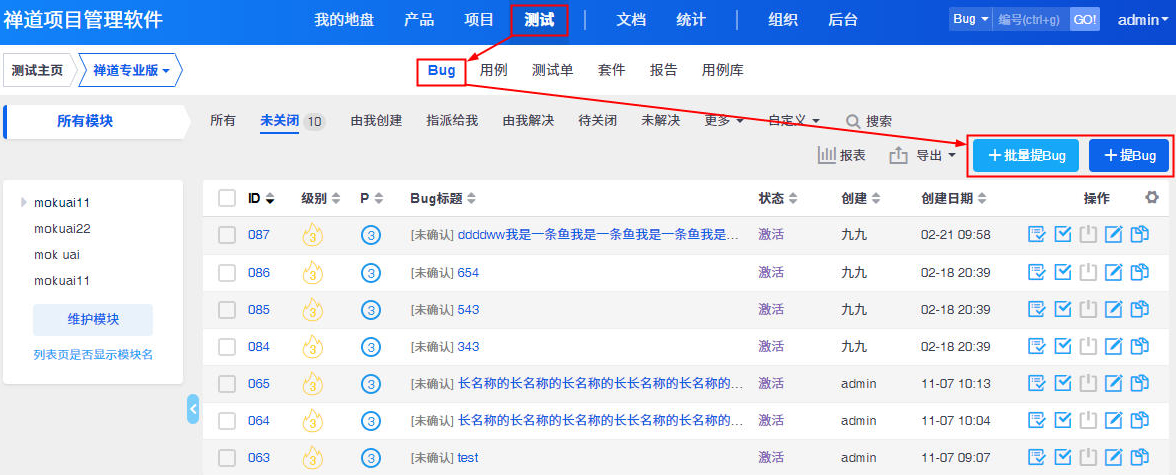 禅道项目管理软件 我的地盘 产品 项目 测试 文档 统计 组织 后台 Bug 编号(ctrl+g) GO! admin
测试主页 禅道专业版 Bug 用例 测试单 套件 报告 用例库
所有模块 所有 未关闭 10 由我创建 指派给我 由我解决 待关闭 未解决 更多 自定义 搜索
报表 导出 +批量提Bug +提Bug
mokuai11
mokuai22
mok uai
mokuai11
维护模块
列表页是否显示模块名
ID 级别 P Bug标题 状态 创建 创建日期 操作
087 3 3 [未确认] ddddww我是一条鱼我是一条鱼我是一条鱼我是... 激活 九九 02-21 09:58
086 3 3 [未确认] 654 激活 九九 02-18 20:39
085 3 3 [未确认] 543 激活 九九 02-18 20:39
084 3 3 [未确认] 343 激活 九九 02-18 20:39
065 3 3 [未确认] 长名称的长名称的长名称的长长名称的长名称的... 激活 admin 11-07 10:13
064 3 3 [未确认] 长名称的长名称的长名称的长长名称的长名称的... 激活 admin 11-07 10:04
063 3 3 [未确认] test 激活 admin 11-07 09:07